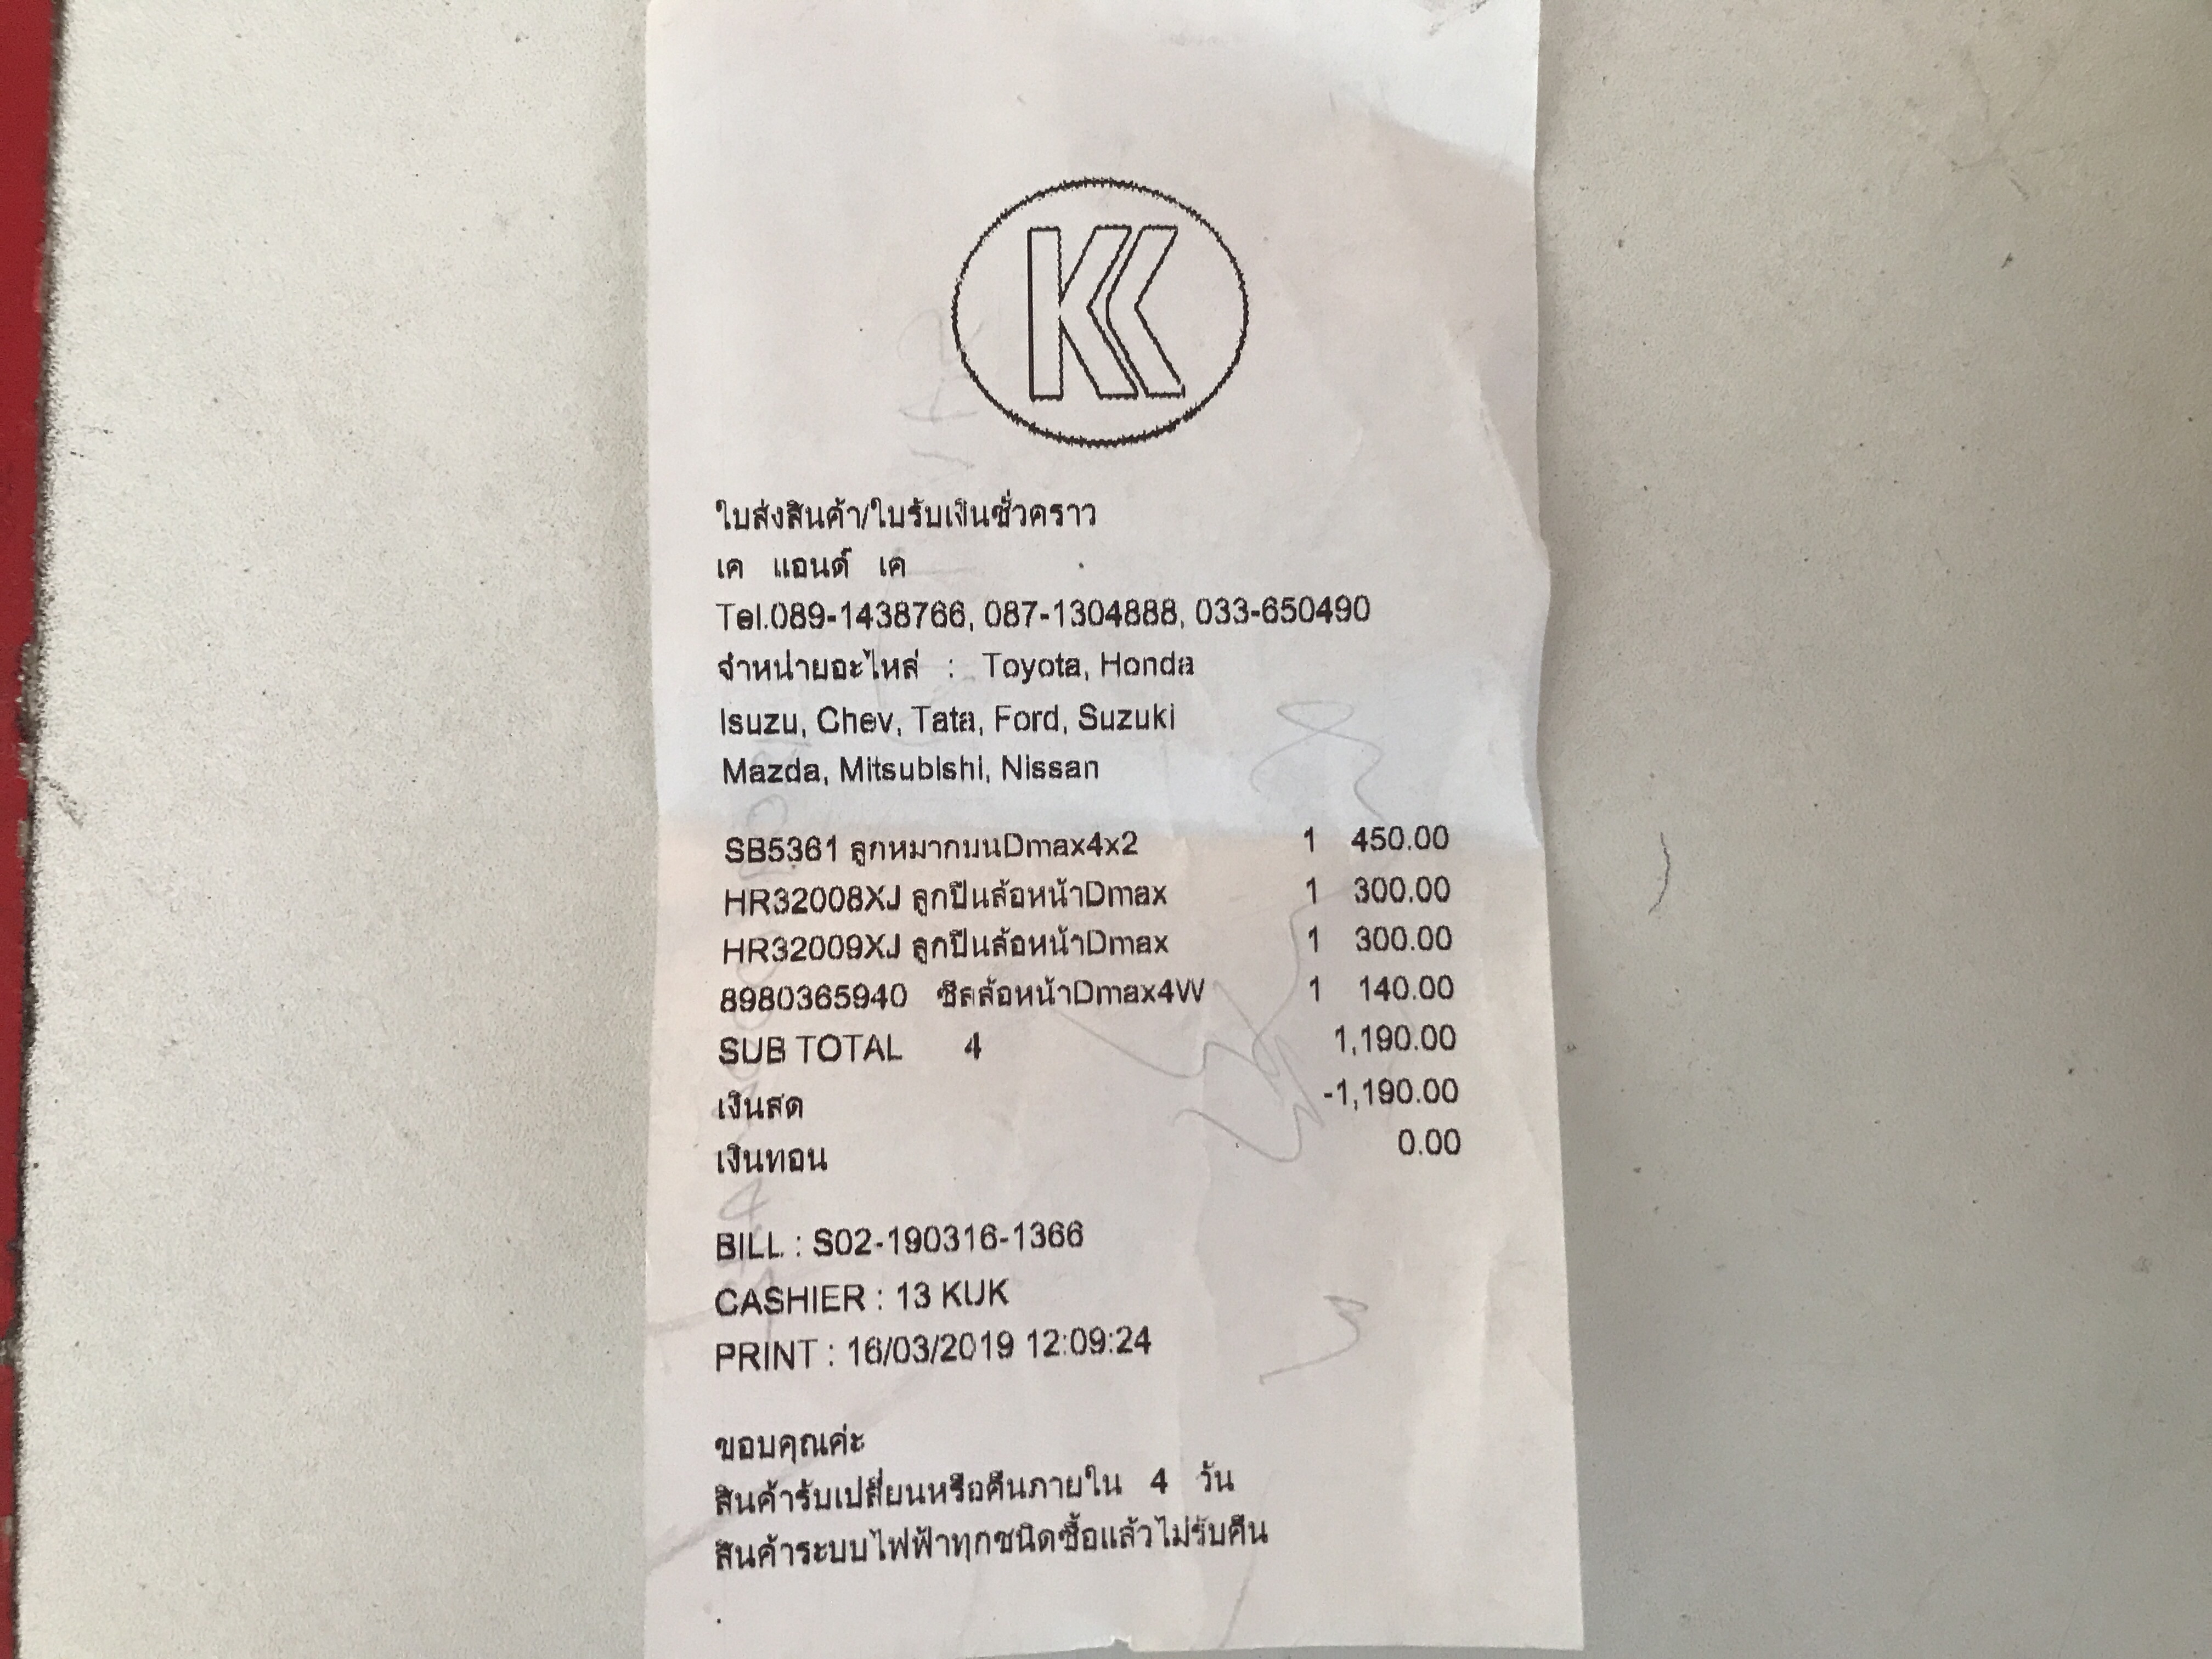 KK
ใบส่งสินค้า/ใบรับเงินชั่วคราว
เค แอนด์ เค
Tel.089-1438766, 087-1304888, 033-650490
จำหน่ายอะไหล่ : Toyota, Honda
Isuzu, Chev, Tata, Ford, Suzuki
Mazda, Mitsubishi, Nissan
SB5361 ลูกหมากบนDmax4x2 1 450.00
HR32008XJ ลูกปืนล้อหน้าDmax 1 300.00
HR32009XJ ลูกปืนล้อหน้าDmax 1 300.00
8980365940 ซีลล้อหน้าDmax4W 1 140.00
SUB TOTAL 4 1,190.00
เงินสด -1,190.00
เงินทอน 0.00
BILL : S02-190316-1366
CASHIER : 13 KUK
PRINT : 16/03/2019 12:09:24
ขอบคุณค่ะ
สินค้ารับเปลี่ยนหรือคืนภายใน 4 วัน
สินค้าระบบไฟฟ้าทุกชนิดซื้อแล้วไม่รับคืน
.